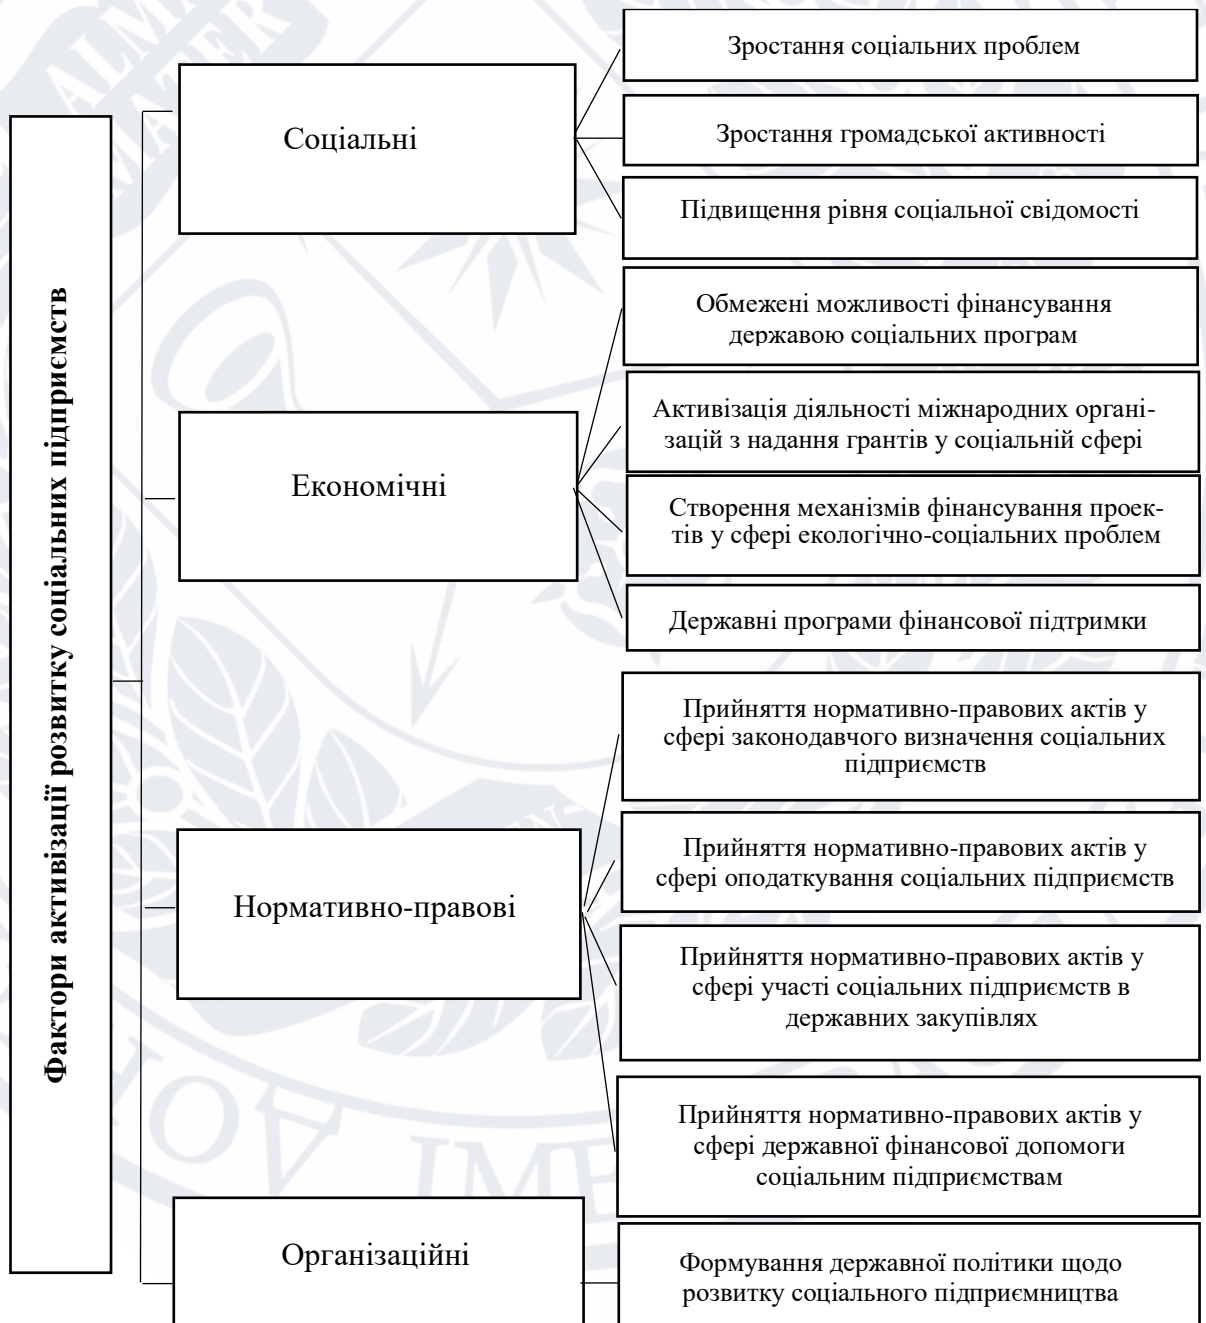 Фактори активізації розвитку соціальних підприємств
Соціальні
Зростання соціальних проблем
Зростання громадської активності
Підвищення рівня соціальної свідомості
Економічні
Обмежені можливості фінансування
державою соціальних програм
Активізація діяльності міжнародних органі-
зацій з надання грантів у соціальній сфері
Створення механізмів фінансування проек-
тів у сфері екологічно-соціальних проблем
Державні програми фінансової підтримки
Нормативно-правові
Прийняття нормативно-правових актів у
сфері законодавчого визначення соціальних
підприємств
Прийняття нормативно-правових актів у
сфері оподаткування соціальних підприємств
Прийняття нормативно-правових актів у
сфері участі соціальних підприємств в
державних закупівлях
Прийняття нормативно-правових актів у
сфері державної фінансової допомоги
соціальним підприємствам
Організаційні
Формування державної політики щодо
розвитку соціального підприємництва
ALMA
MATER